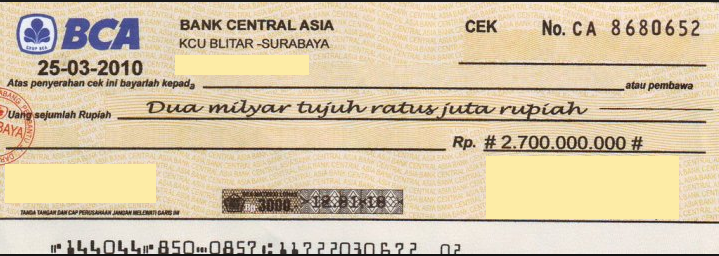 BCA
BANK CENTRAL ASIA
CEK
No. CA 8680652
KCU BLITAR -SURABAYA
25-03-2010
Atas penyerahan cek ini bayarlah kepada
atau pembawa
Uang sejumlah Rupiah
Dua milyar tujuh ratus juta rupiah
Rp. # 2.700.000.000 #
3000
TANDA TANGAN DAN CAP PERUSAHAAN JANGAN MELEWATI GARIS INI